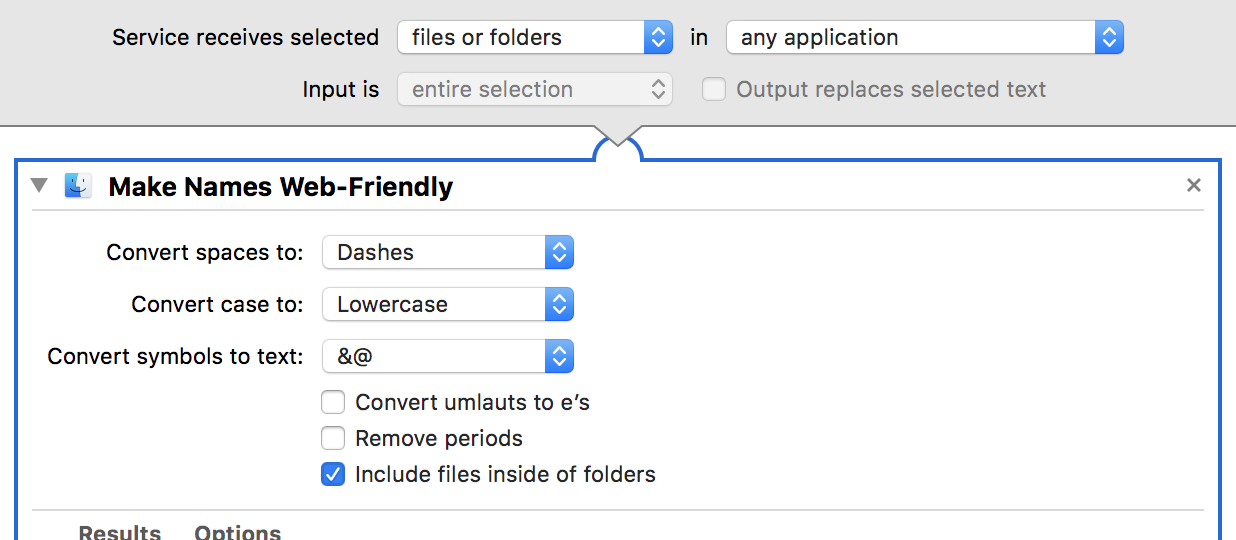 Service receives selected files or folders in any application
Input is entire selection Output replaces selected text
Make Names Web-Friendly
Convert spaces to: Dashes
Convert case to: Lowercase
Convert symbols to text: &@
Convert umlauts to e’s
Remove periods
Include files inside of folders
Results Options